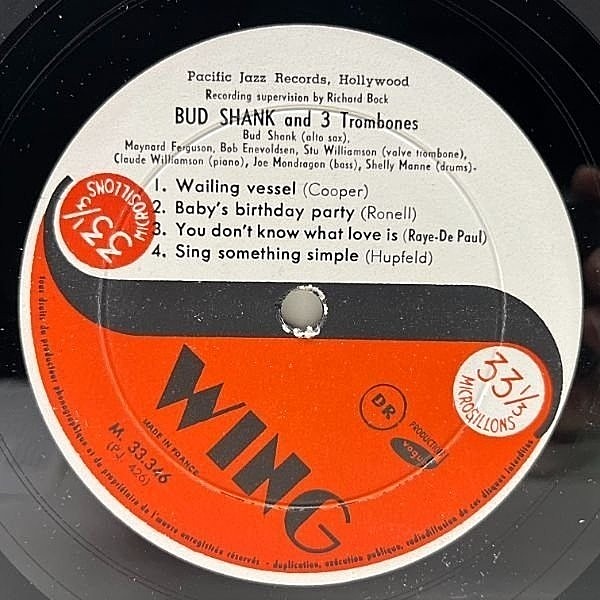 Pacific Jazz Records, Hollywood
Recording supervision by Richard Bock
BUD SHANK and 3 Trombones
Bud Shank (alto sax),
Maynard Ferguson, Bob Enevoldsen, Stu Williamson (valve trombone),
Claude Williamson (piano), Joe Mondragon (bass), Shelly Manne (drums)-
1. Wailing vessel (Cooper)
2. Baby's birthday party (Ronell)
3. You don't know what love is (Raye-De Paul)
4. Sing something simple (Hupfeld)
33 1/3
MICROSILLONS
33 1/3
MICROSILLONS
WING
DR
PRODUCTION
vogue
MADE IN FRANCE
M. 33.346
(PJ. 426)
Tous droits du producteur phonographique et du propriétaire de l'œuvre enregistrée réservés - duplication, exécution publique, radiodiffusion de ces disques interdites